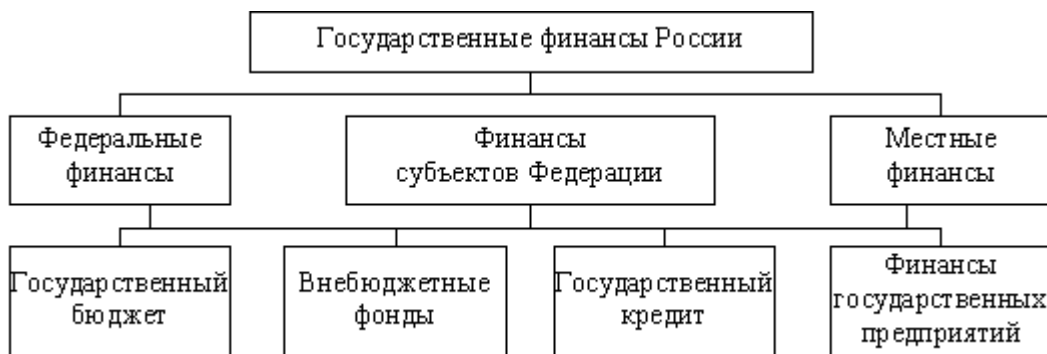 Государственные финансы России
Федеральные
финансы
Финансы
субъектов Федерации
Местные
финансы
Государственный
бюджет
Внебюджетные
фонды
Государственный
кредит
Финансы
государственных
предприятий